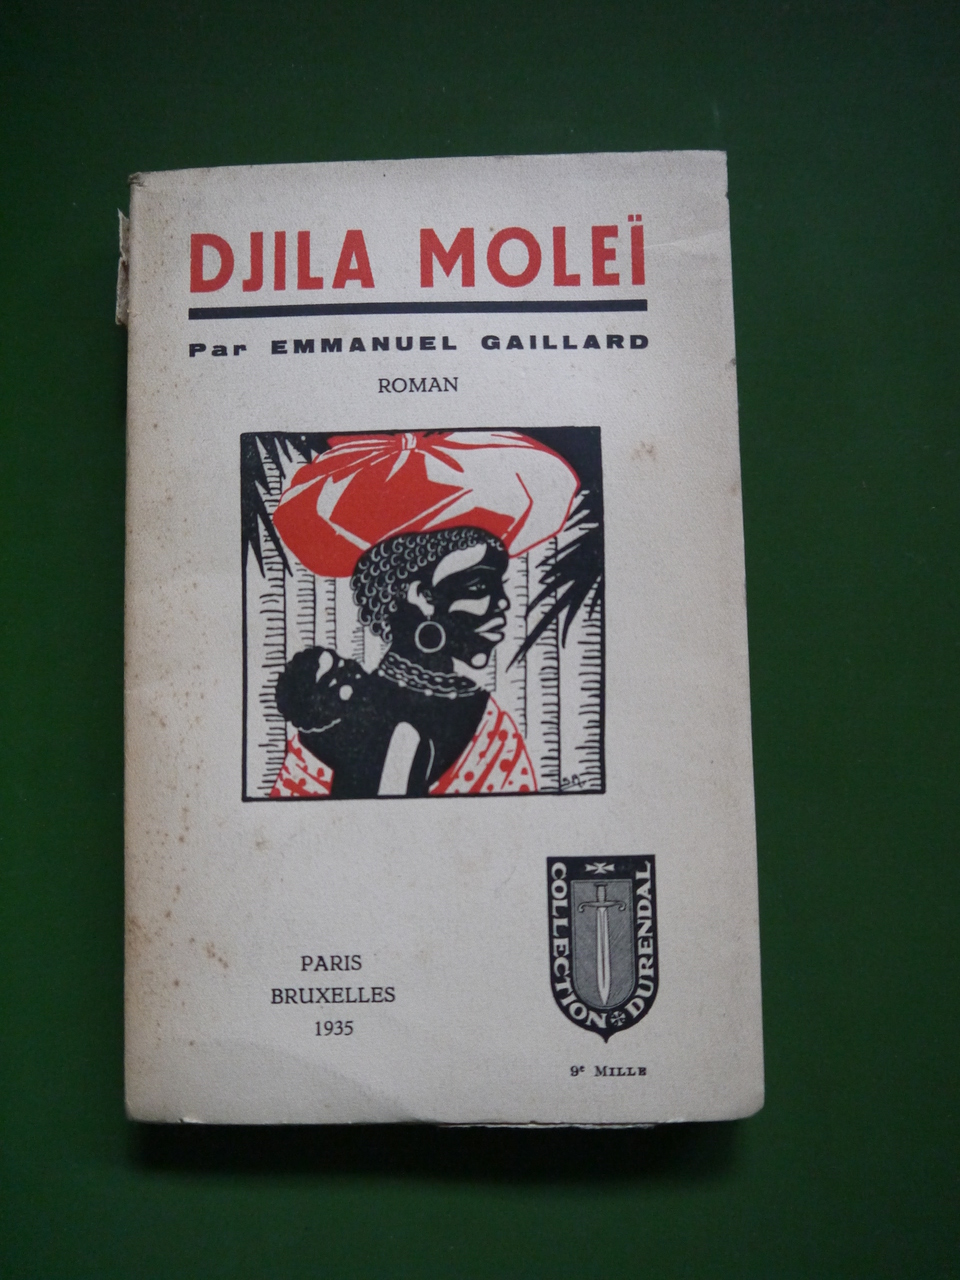 DJILA MOLEÏ
Par EMMANUEL GAILLARD
ROMAN
COLLECTION DURENDAL
PARIS
BRUXELLES
1935
9e MILLE